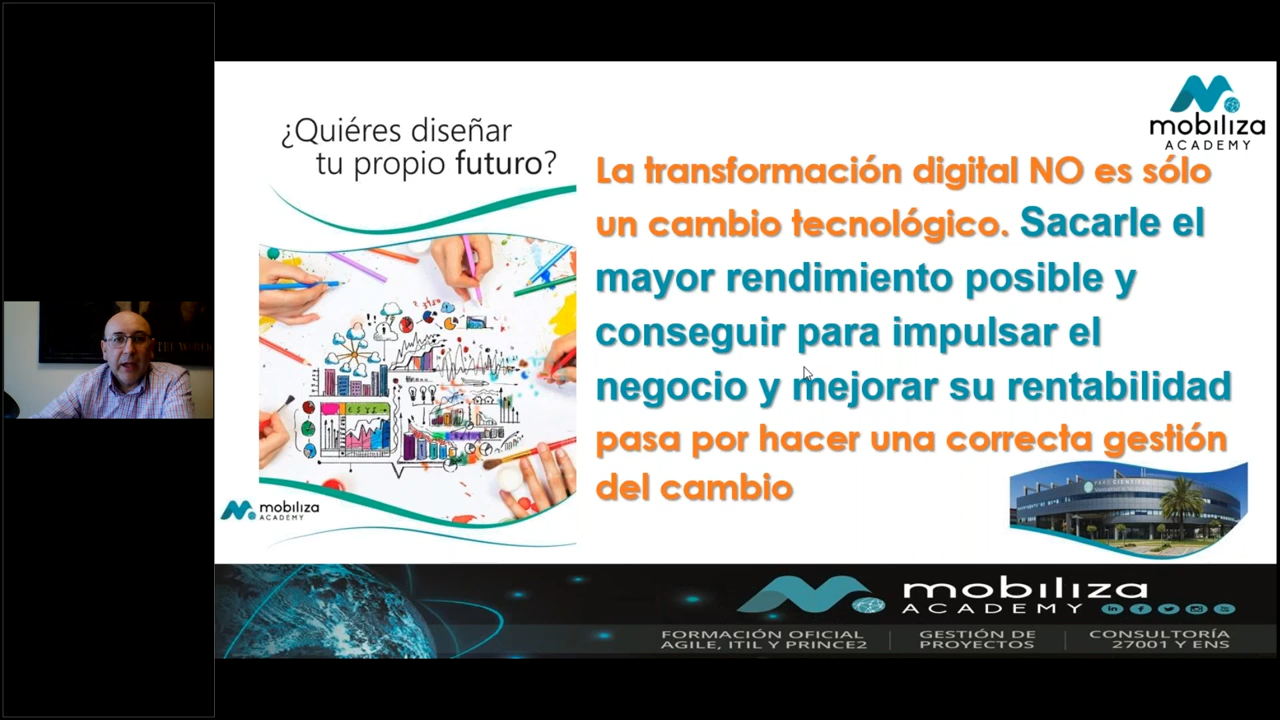 ¿Quiéres diseñar
tu propio futuro?
mobiliza
ACADEMY
La transformación digital NO es sólo
un cambio tecnológico. Sacarle el
mayor rendimiento posible y
conseguir para impulsar el
negocio y mejorar su rentabilidad
pasa por hacer una correcta gestión
del cambio
mobiliza
ACADEMY
mobiliza
ACADEMY
FORMACIÓN OFICIAL
AGILE, ITIL Y PRINCE2
GESTIÓN DE
PROYECTOS
CONSULTORÍA
27001 Y ENS